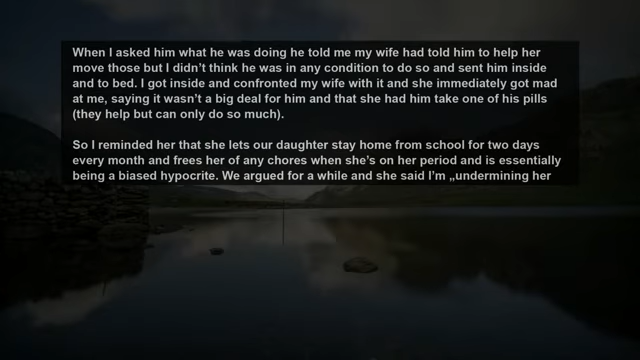 When I asked him what he was doing he told me my wife had told him to help her
move those but I didn't think he was in any condition to do so and sent him inside
and to bed. I got inside and confronted my wife with it and she immediately got mad
at me, saying it wasn't a big deal for him and that she had him take one of his pills
(they help but can only do so much).
So I reminded her that she lets our daughter stay home from school for two days
every month and frees her of any chores when she's on her period and is essentially
being a biased hypocrite. We argued for a while and she said I'm „undermining her